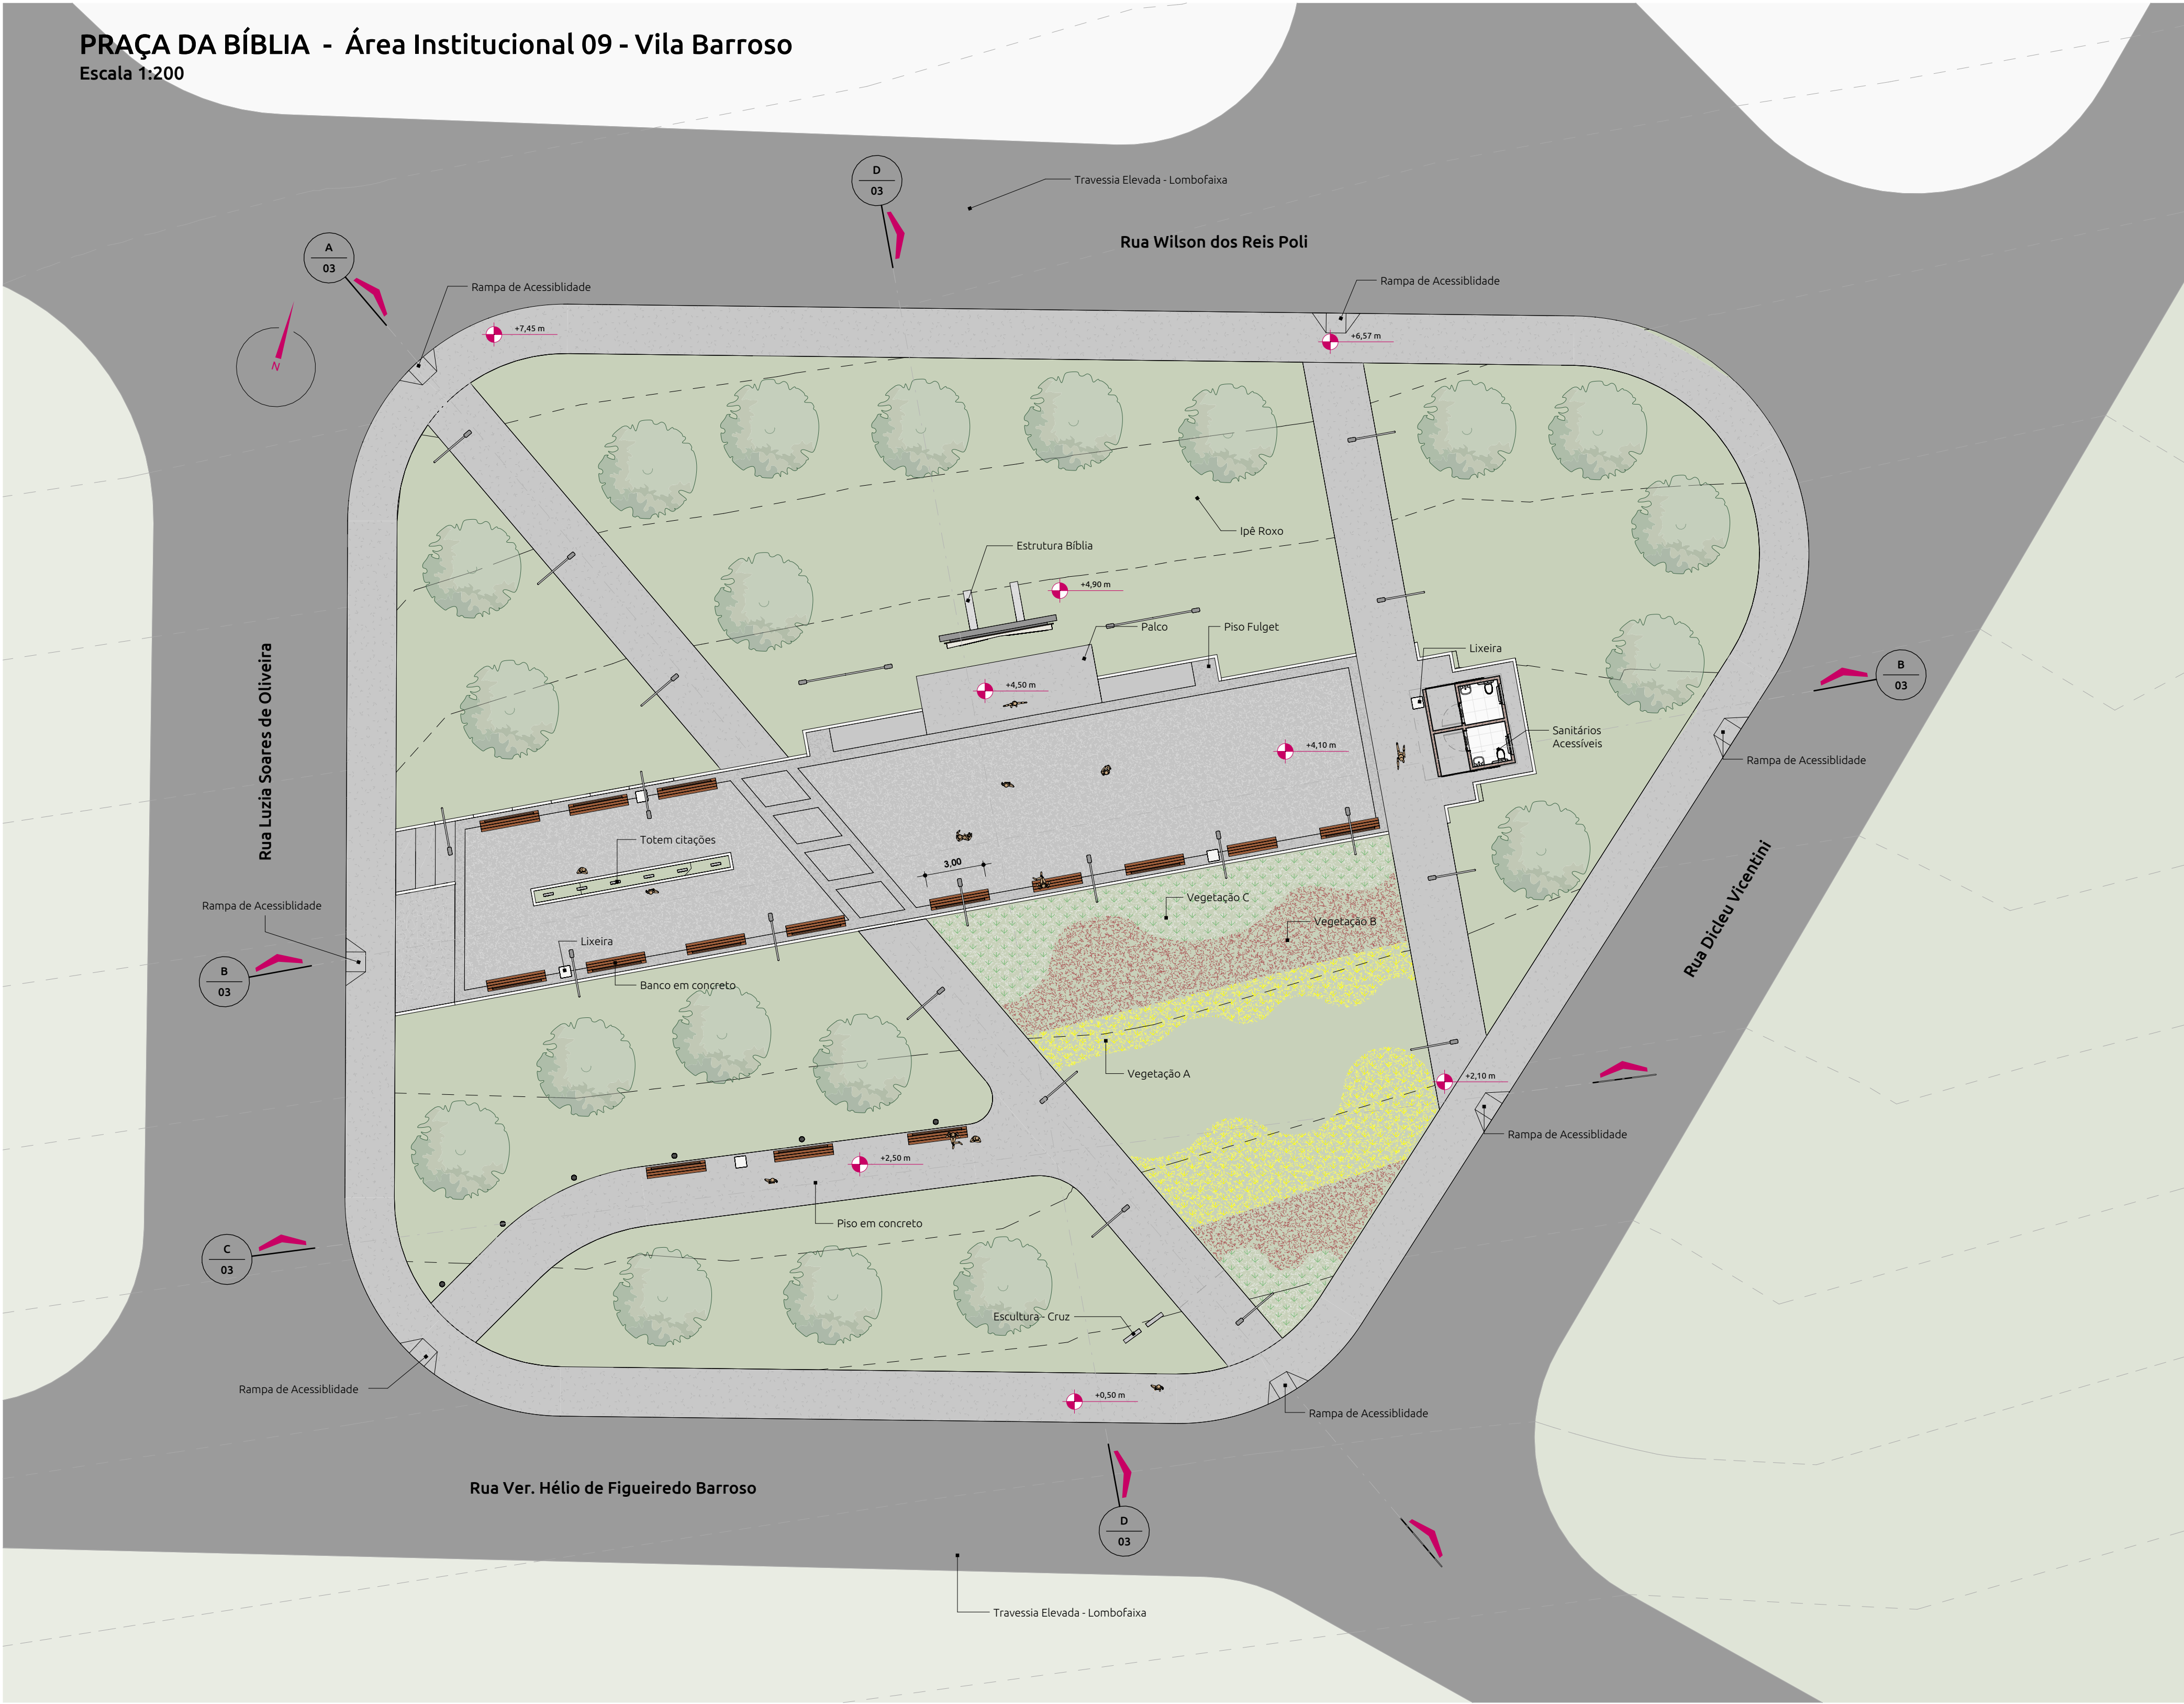 PRAÇA DA BÍBLIA - Área Institucional 09 - Vila Barroso
Escala 1:200
D
03
Travessia Elevada - Lombofaixa
Rua Wilson dos Reis Poli
A
03
Rampa de Acessiblidade
Rampa de Acessiblidade
+7,45 m
+6,57 m
N
Ipê Roxo
Estrutura Bíblia
+4,90 m
Palco
Piso Fulget
Lixeira
B
03
+4,50 m
Sanitários
Acessíveis
+4,10 m
Rampa de Acessiblidade
Rua Luzia Soares de Oliveira
Totem citações
3,00
Rua Dicleu Vicentini
Vegetação C
Rampa de Acessiblidade
Vegetação B
Lixeira
B
03
Banco em concreto
Vegetação A
+2,10 m
Rampa de Acessiblidade
+2,50 m
Piso em concreto
C
03
Escultura - Cruz
Rampa de Acessiblidade
+0,50 m
Rampa de Acessiblidade
Rua Ver. Hélio de Figueiredo Barroso
D
03
Travessia Elevada - Lombofaixa